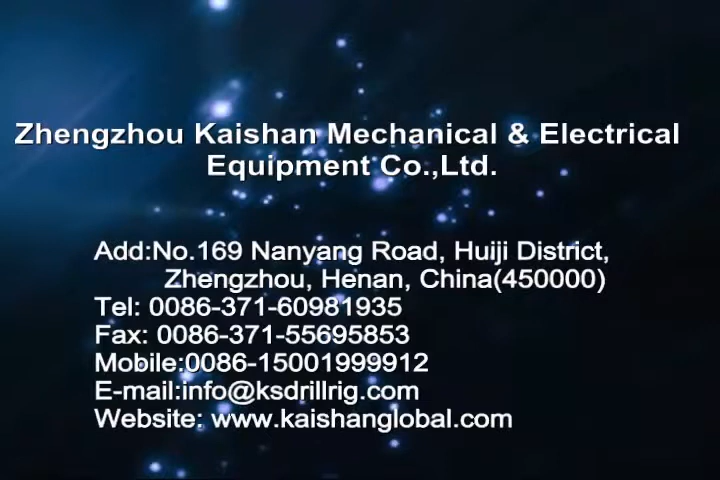 Zhengzhou Kaishan Mechanical & Electrical
Equipment Co.,Ltd.
Add:No.169 Nanyang Road, Huiji District,
Zhengzhou, Henan, China(450000)
Tel: 0086-371-60981935
Fax: 0086-371-55695853
Mobile:0086-15001999912
E-mail:info@ksdrillrig.com
Website: www.kaishanglobal.com